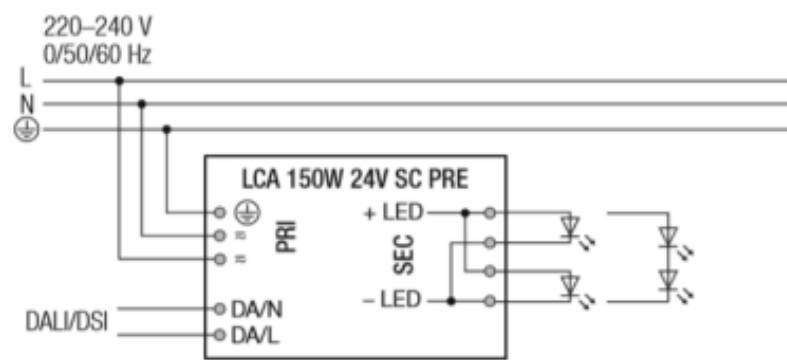 220–240 V
0/50/60 Hz
L
N
LCA 150W 24V SC PRE
+ LED
≈
PRI
SEC
≈
– LED
DALI/DSI
DA/N
DA/L